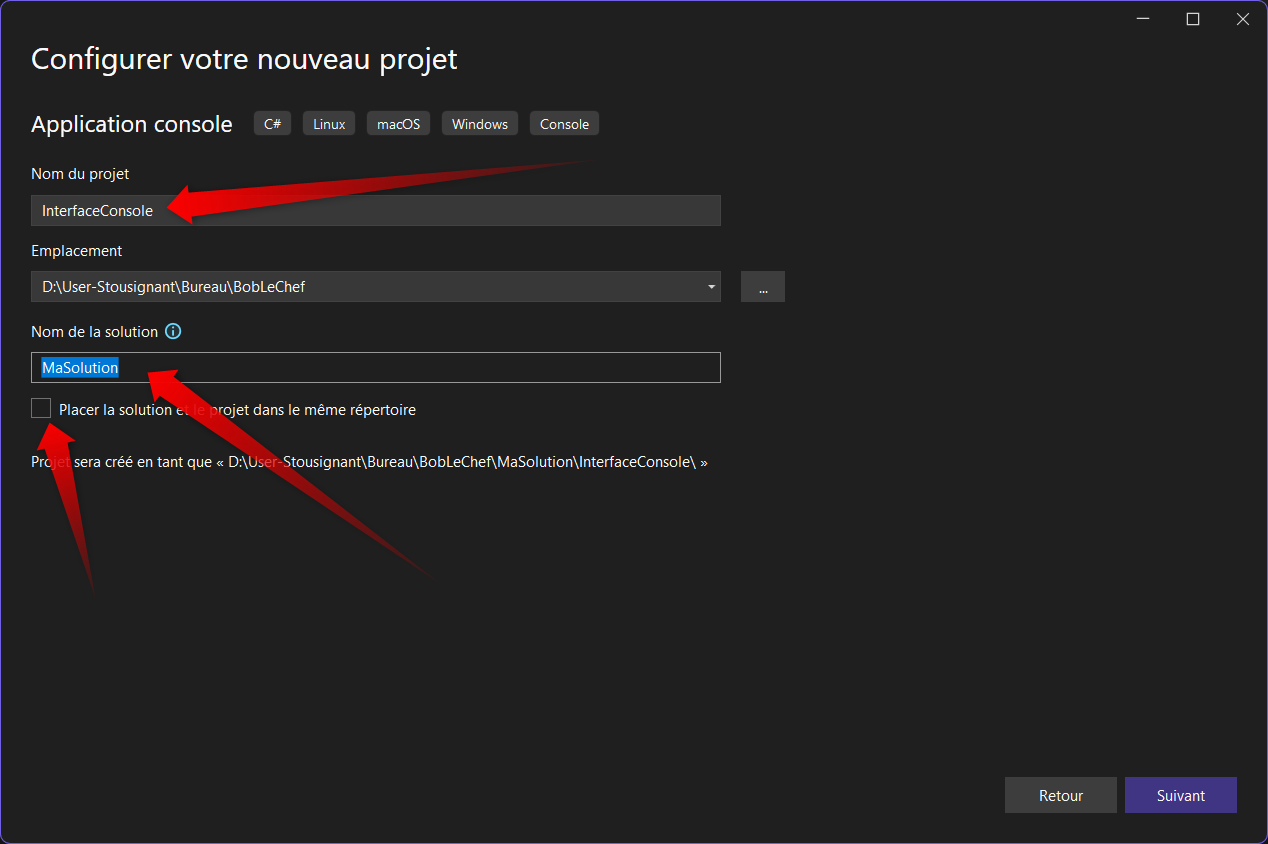 Configurer votre nouveau projet
Application console C# Linux macOS Windows Console
Nom du projet
InterfaceConsole
Emplacement
D:\User-Stousignant\Bureau\BobLeChef
...
Nom de la solution
MaSolution
Placer la solution et le projet dans le même répertoire
Projet sera créé en tant que « D:\User-Stousignant\Bureau\BobLeChef\MaSolution\InterfaceConsole\ »
Retour Suivant